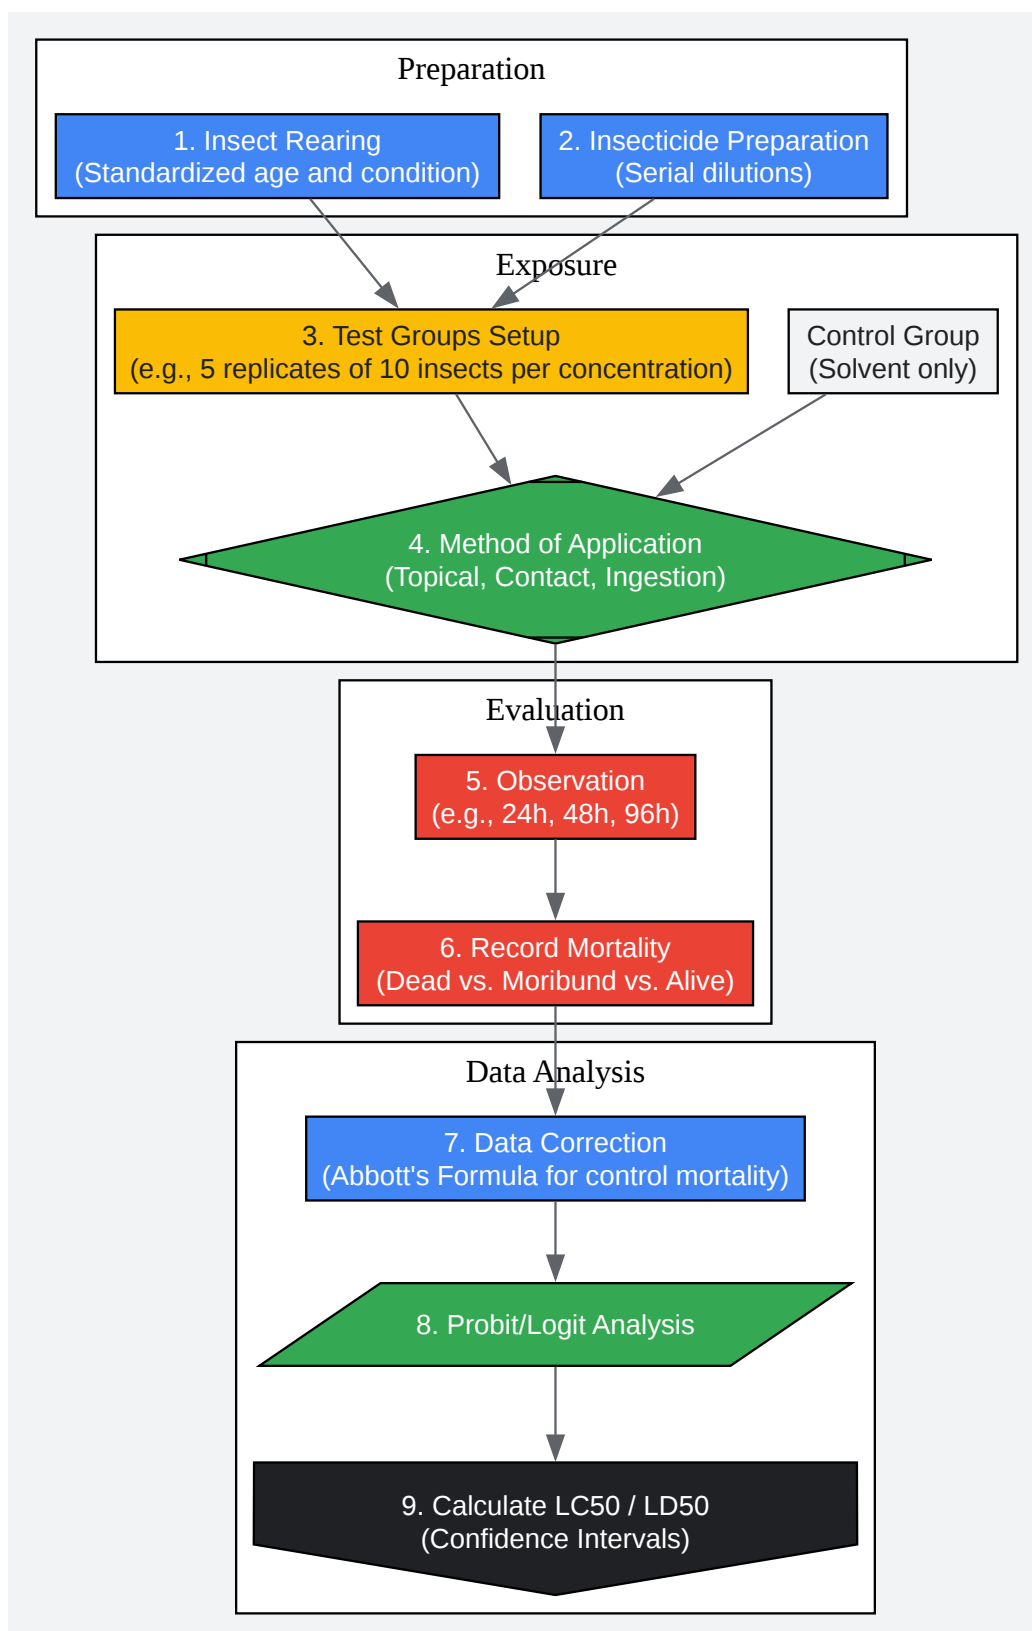 Preparation
1. Insect Rearing
(Standardized age and condition)
2. Insecticide Preparation
(Serial dilutions)
Exposure
3. Test Groups Setup
(e.g., 5 replicates of 10 insects per concentration)
Control Group
(Solvent only)
4. Method of Application
(Topical, Contact, Ingestion)
Evaluation
5. Observation
(e.g., 24h, 48h, 96h)
6. Record Mortality
(Dead vs. Moribund vs. Alive)
Data Analysis
7. Data Correction
(Abbott's Formula for control mortality)
8. Probit/Logit Analysis
9. Calculate LC50 / LD50
(Confidence Intervals)